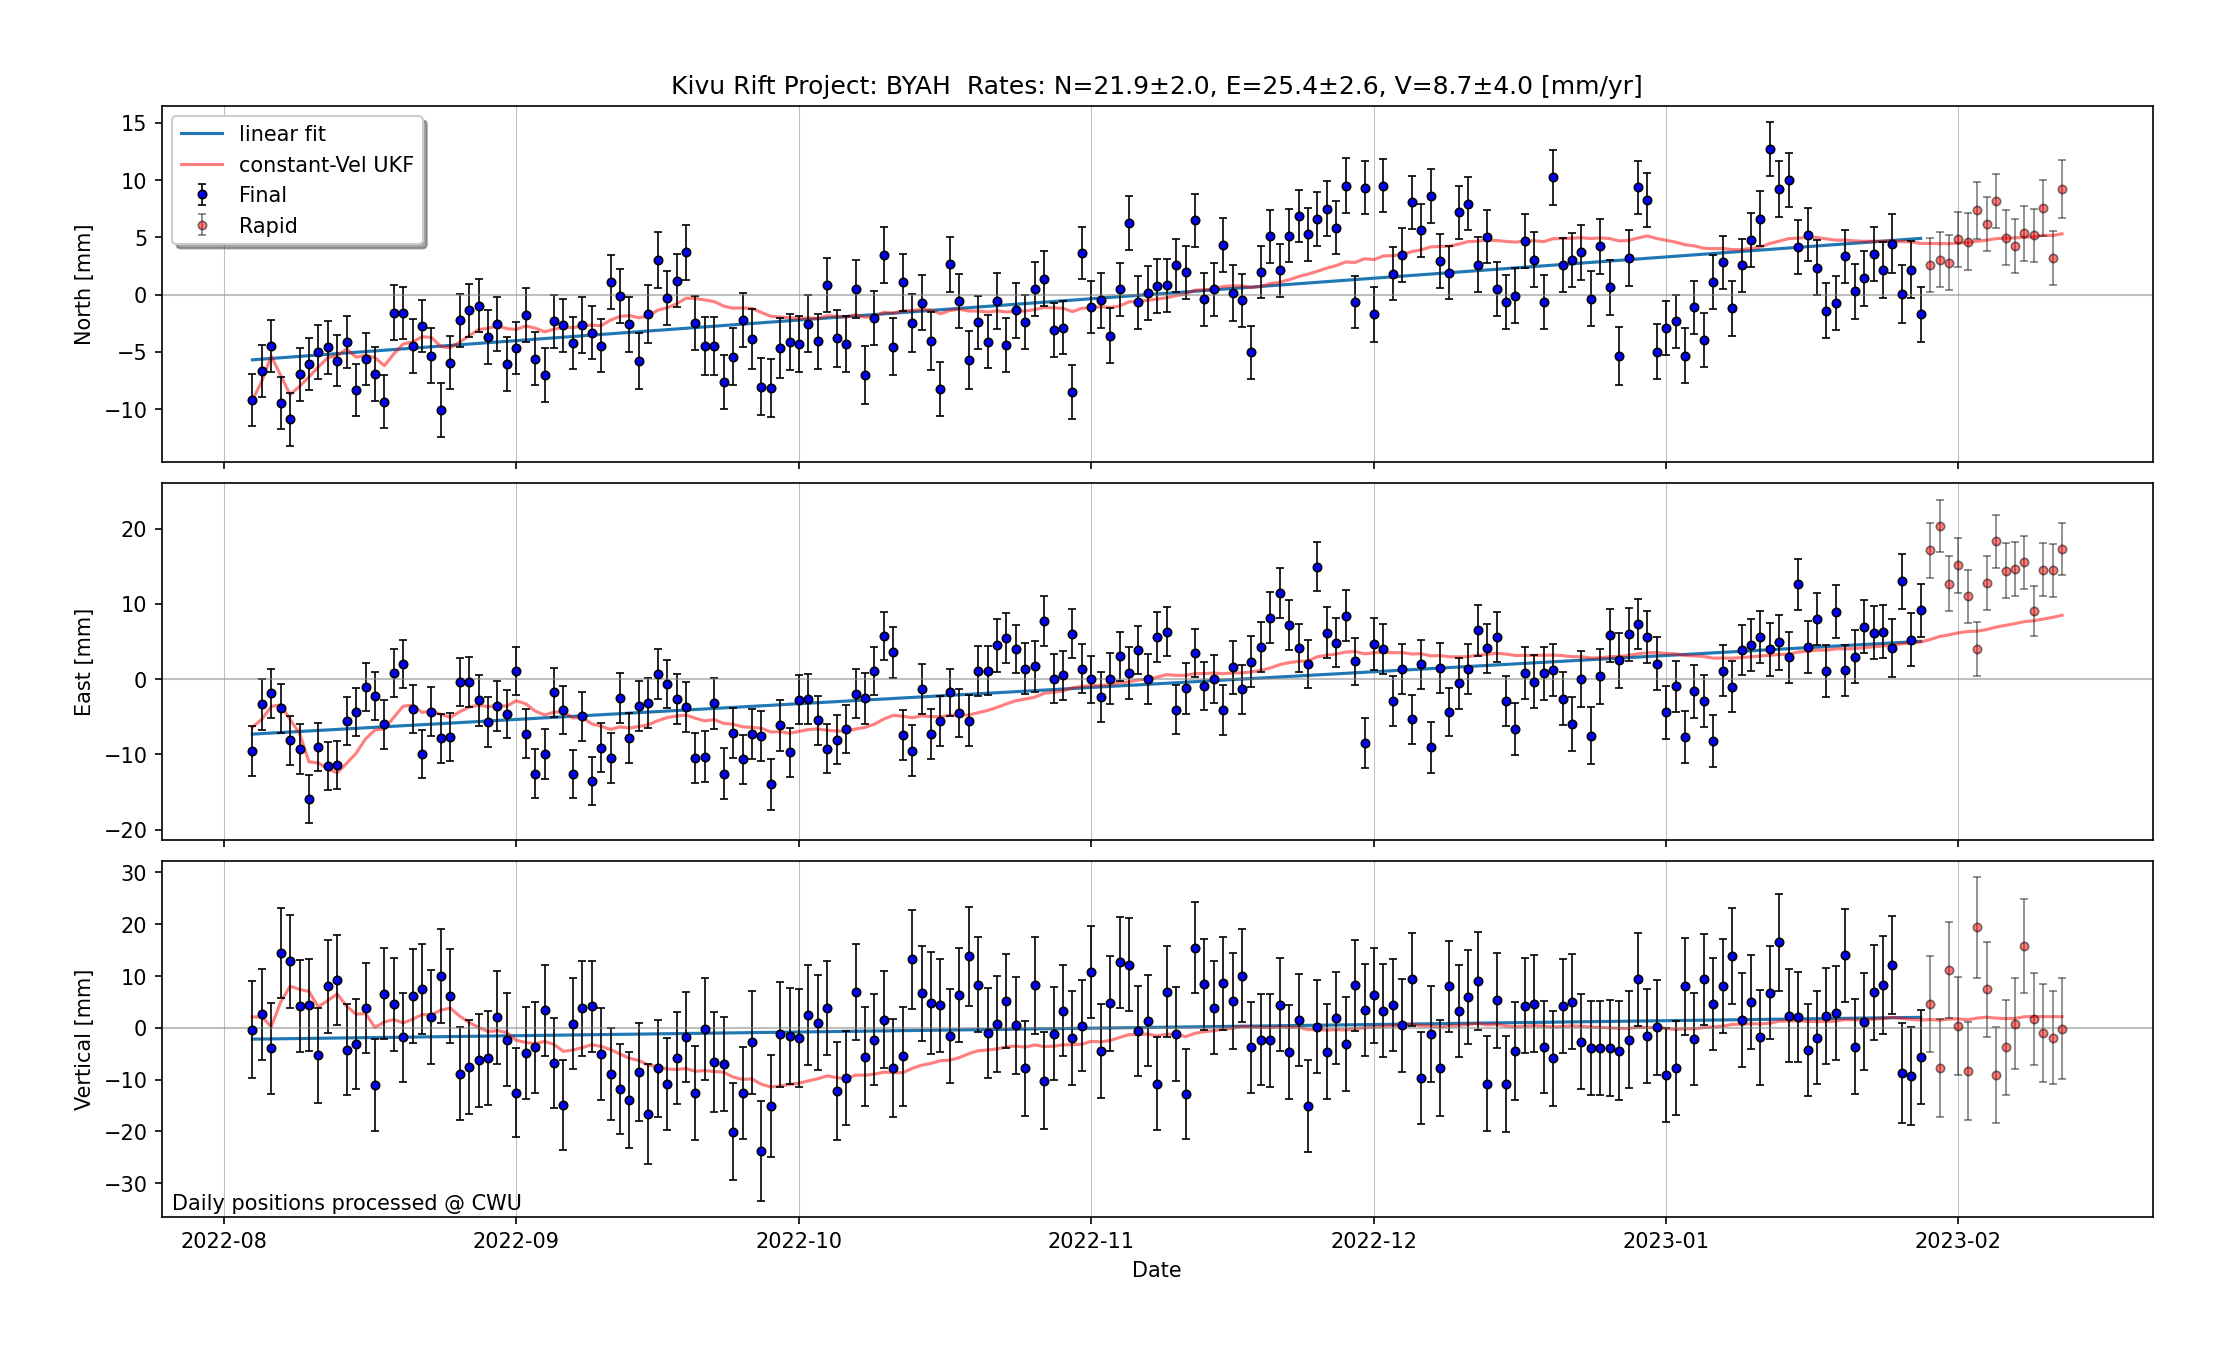 Kivu Rift Project: BYAH  Rates: N=21.9±2.0, E=25.4±2.6, V=8.7±4.0 [mm/yr]
linear fit
constant-Vel UKF
Final
Rapid
North [mm]
15
10
5
0
−5
−10
East [mm]
20
10
0
−10
−20
Vertical [mm]
30
20
10
0
−10
−20
−30
Daily positions processed @ CWU
2022-08 2022-09 2022-10 2022-11 2022-12 2023-01 2023-02
Date